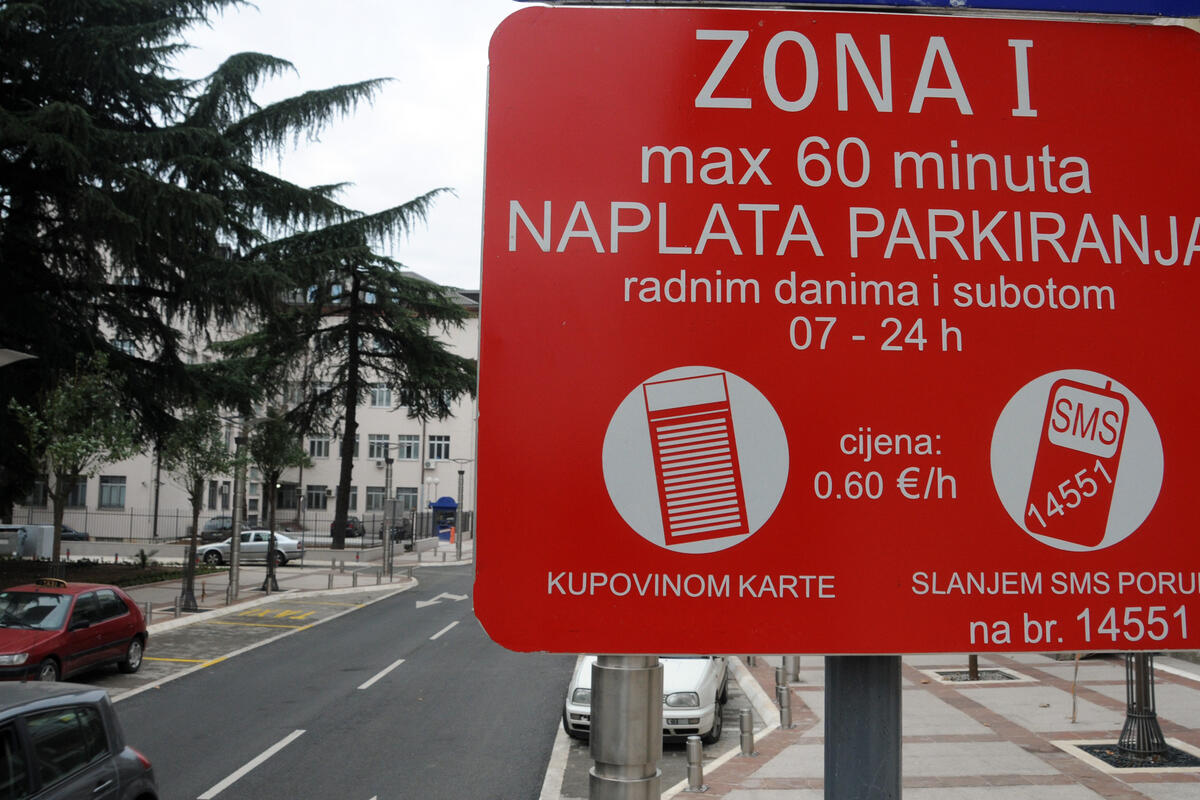 ZONA I
max 60 minuta
NAPLATA PARKIRANJA
radnim danima i subotom
07 - 24 h
cijena:
0.60 €/h
SMS
14551
KUPOVINOM KARTE
SLANJEM SMS PORU
na br. 14551
TAXI